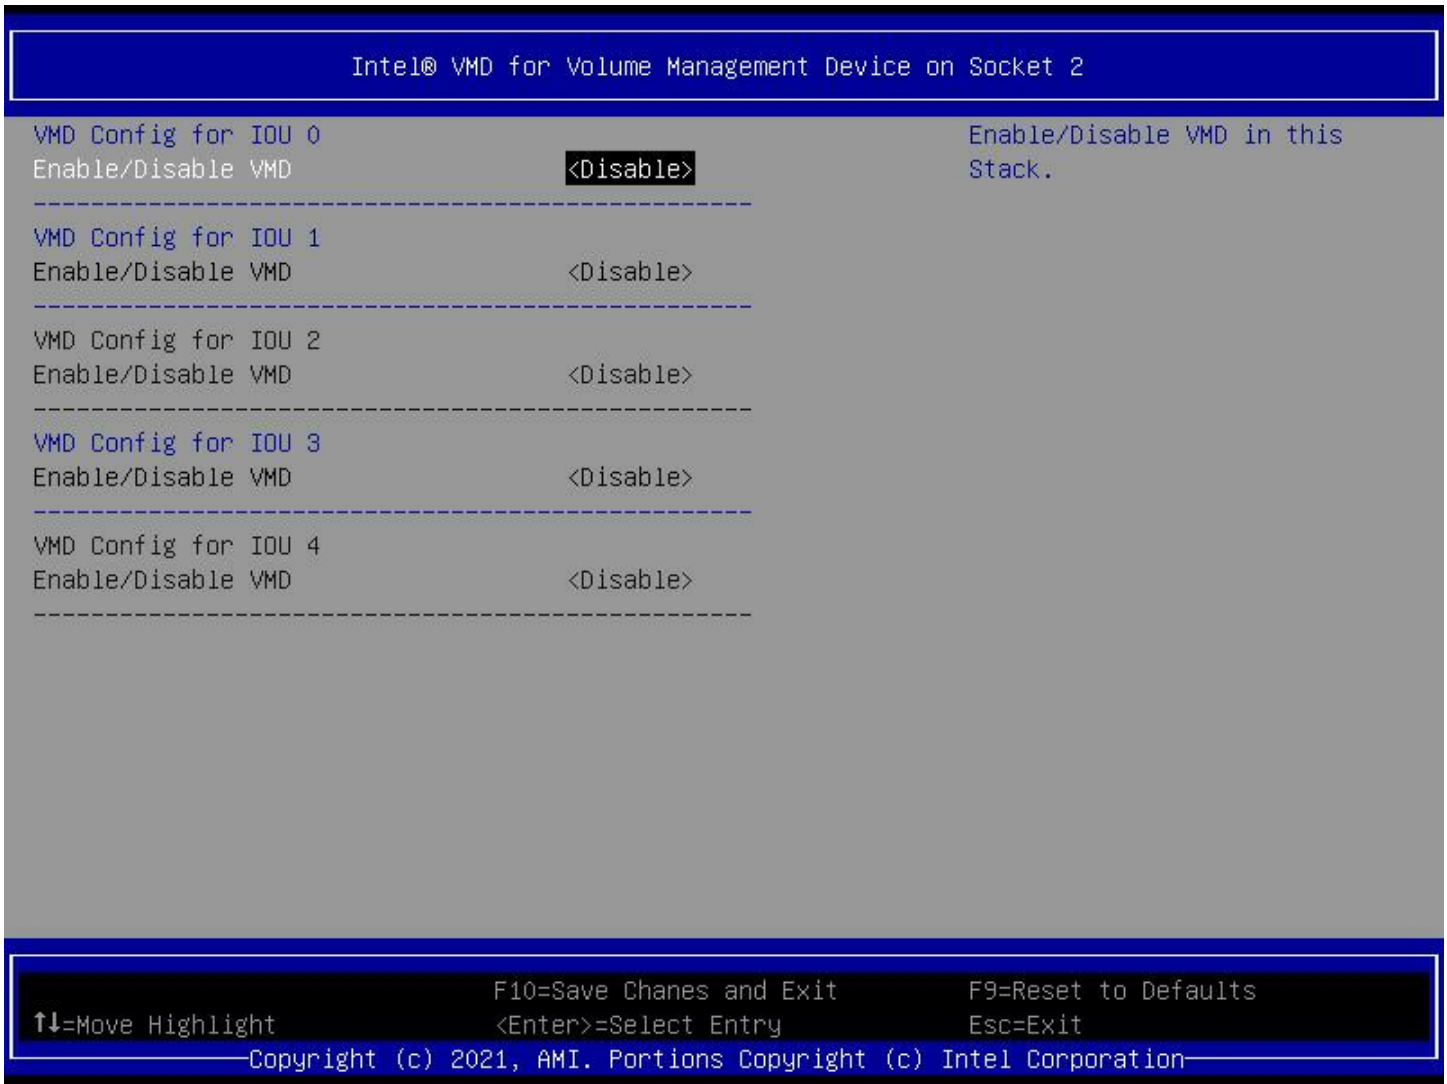 Intel® VMD for Volume Management Device on Socket 2
VMD Config for IOU 0
Enable/Disable VMD <Disable>
Enable/Disable VMD in this
Stack.
----------------------------------------------------
VMD Config for IOU 1
Enable/Disable VMD <Disable>
----------------------------------------------------
VMD Config for IOU 2
Enable/Disable VMD <Disable>
----------------------------------------------------
VMD Config for IOU 3
Enable/Disable VMD <Disable>
----------------------------------------------------
VMD Config for IOU 4
Enable/Disable VMD <Disable>
----------------------------------------------------
F10=Save Chanes and Exit F9=Reset to Defaults
↑↓=Move Highlight <Enter>=Select Entry Esc=Exit
Copyright (c) 2021, AMI. Portions Copyright (c) Intel Corporation